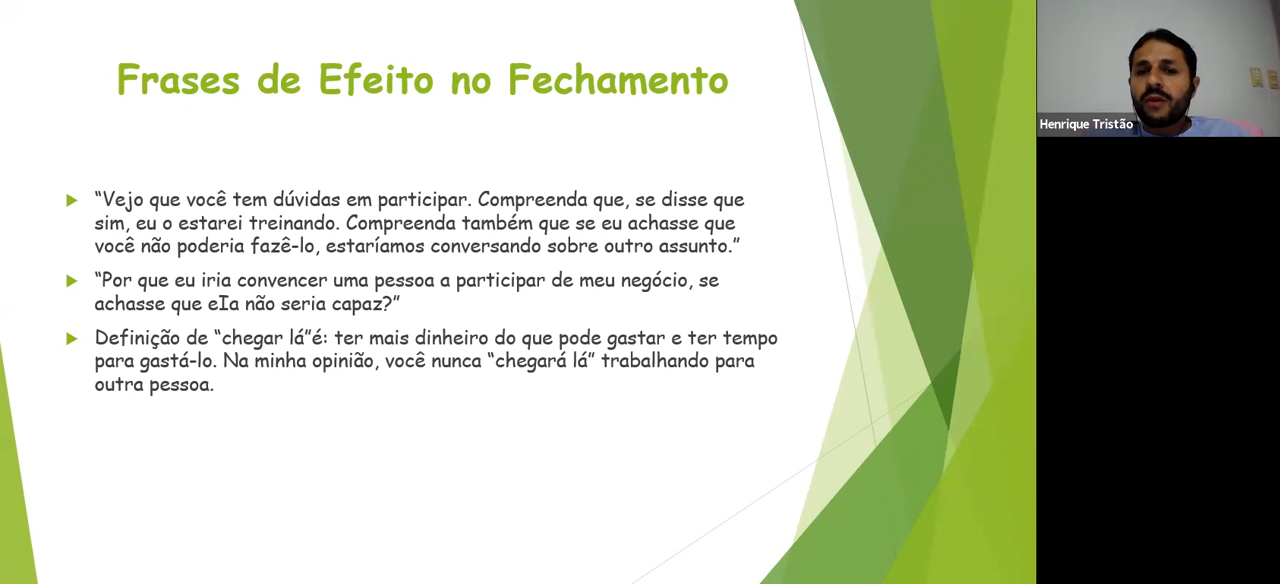 Frases de Efeito no Fechamento
“Vejo que você tem dúvidas em participar. Compreenda que, se disse que
sim, eu o estarei treinando. Compreenda também que se eu achasse que
você não poderia fazê-lo, estaríamos conversando sobre outro assunto.”
“Por que eu iria convencer uma pessoa a participar de meu negócio, se
achasse que eIa não seria capaz?”
Definição de “chegar lá”é: ter mais dinheiro do que pode gastar e ter tempo
para gastá-lo. Na minha opinião, você nunca “chegará lá” trabalhando para
outra pessoa.
Henrique Tristão